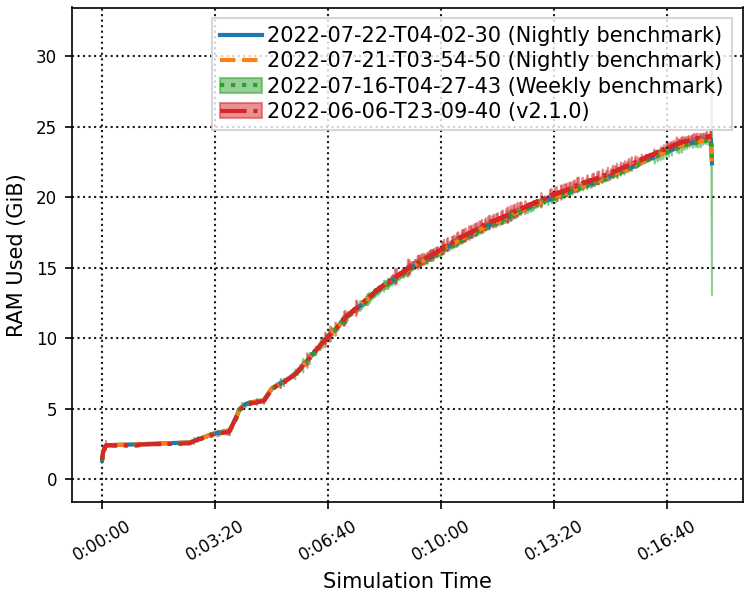 2022-07-22-T04-02-30 (Nightly benchmark)
2022-07-21-T03-54-50 (Nightly benchmark)
2022-07-16-T04-27-43 (Weekly benchmark)
2022-06-06-T23-09-40 (v2.1.0)
RAM Used (GiB)
30
25
20
15
10
5
0
0:00:00
0:03:20
0:06:40
0:10:00
0:13:20
0:16:40
Simulation Time